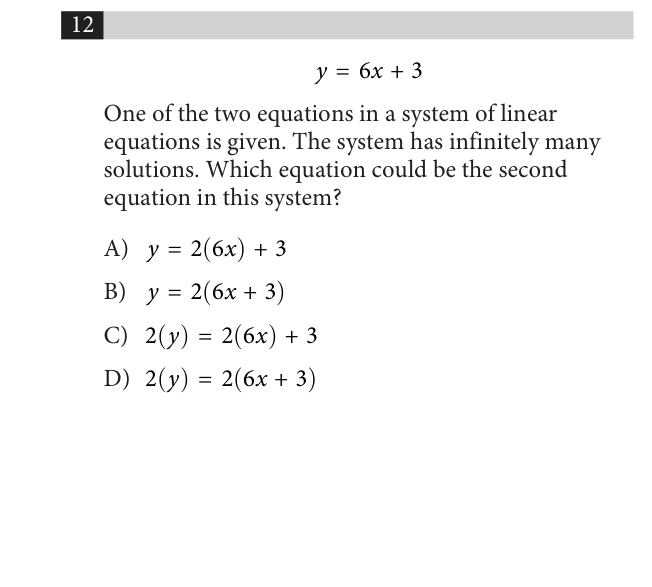 12
y = 6x + 3
One of the two equations in a system of linear
equations is given. The system has infinitely many
solutions. Which equation could be the second
equation in this system?
A) y = 2(6x) + 3
B) y = 2(6x + 3)
C) 2(y) = 2(6x) + 3
D) 2(y) = 2(6x + 3)